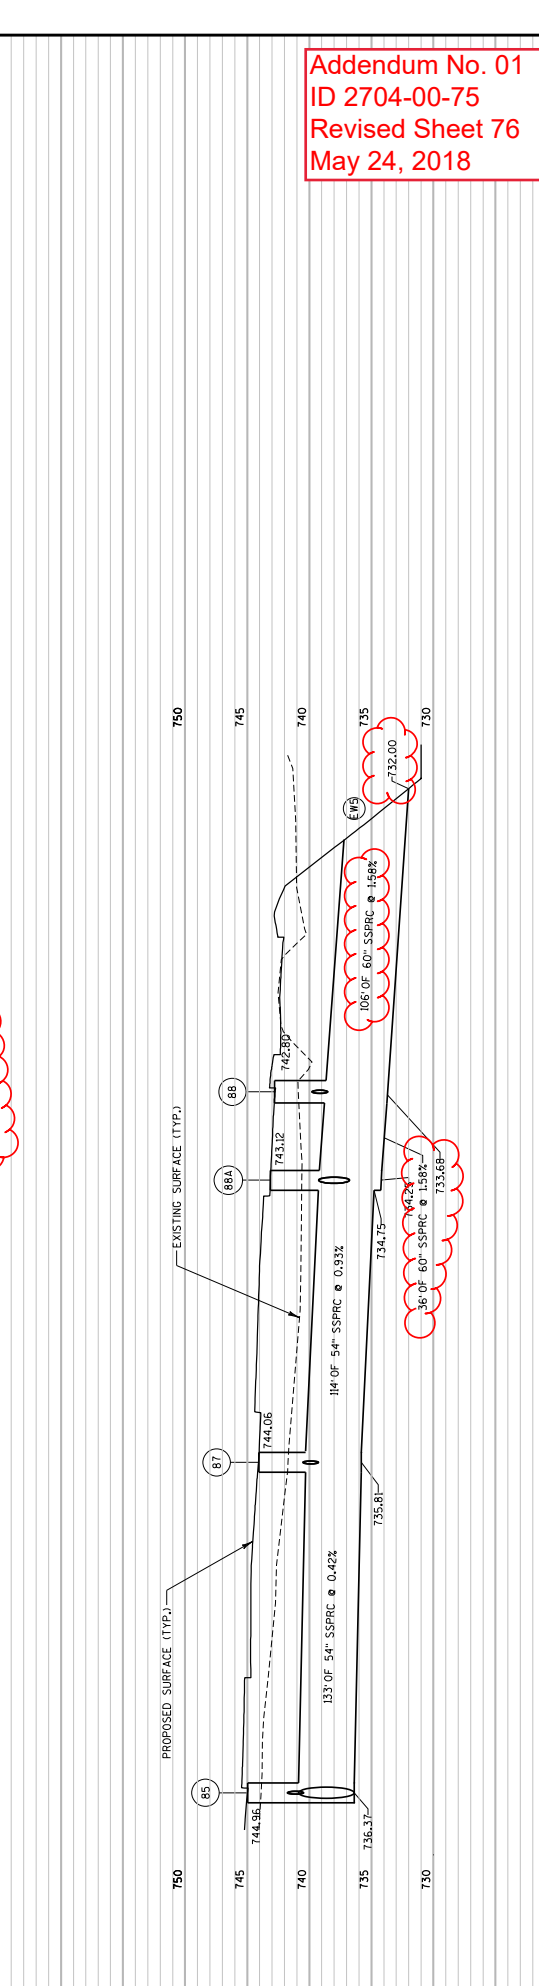 Addendum No. 01
ID 2704-00-75
Revised Sheet 76
May 24, 2018
750
745
740
735
730
732.00
EW5
106' OF 60" SSPRC @ 1.58%
742.80
88
743.12
EXISTING SURFACE (TYP.)
88A
733.68
734.25
36' OF 60" SSPRC @ 1.58%
734.75
114' OF 54" SSPRC @ 0.93%
744.06
87
735.81
PROPOSED SURFACE (TYP.)
133' OF 54" SSPRC @ 0.42%
85
744.96
736.37
750
745
740
735
730